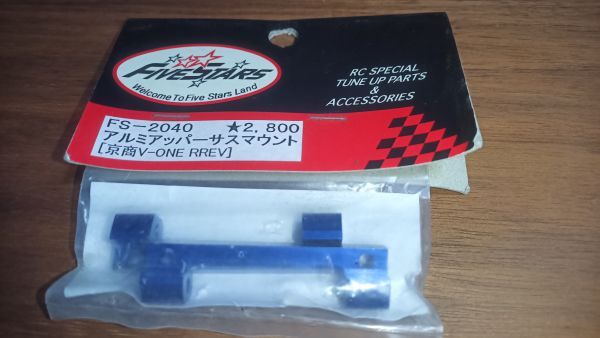 FIVESTARS
Welcome To Five Stars Land
RC SPECIAL
TUNE UP PARTS
&
ACCESSORIES
FS-2040 ★2,800
アルミアッパーサスマウント
[京商V-ONE RREV]